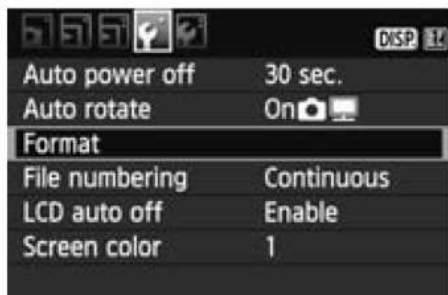 DISP.
Auto power off 30 sec.
Auto rotate On
Format
File numbering Continuous
LCD auto off Enable
Screen color 1